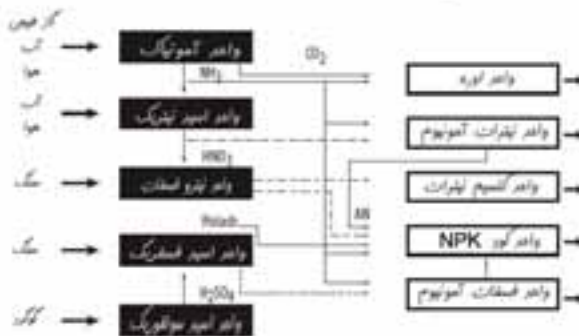 گاز طبیعی
آب
هوا
واحد آمونیاک
CO2
NH3
واحد اوره
آب
هوا
واحد اسید نیتریک
واحد نیترات آمونیوم
HNO3
سنگ
واحد نیترو فسفات
واحد کلسیم نیترات
AN
Potash
سنگ
واحد اسید فسفریک
واحد کود NPK
H2SO4
واحد فسفات آمونیوم
گوگرد
واحد اسید سولفوریک